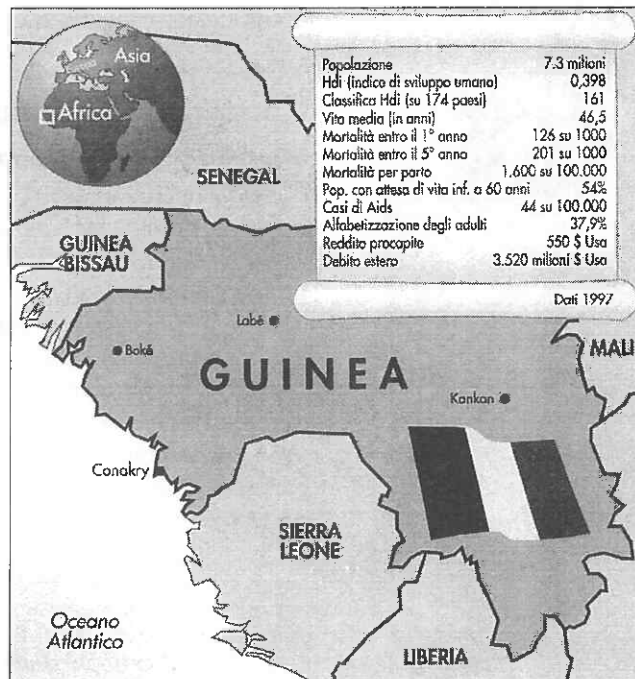 Asia
Africa
Popolazione 7.3 milioni
Hdi (indice di sviluppo umano) 0,398
Classifica Hdi (su 174 paesi) 161
Vita media (in anni) 46,5
Mortalità entro il 1° anno 126 su 1000
Mortalità entro il 5° anno 201 su 1000
Mortalità per parto 1.600 su 100.000
Pop. con attesa di vita inf. a 60 anni 54%
Casi di Aids 44 su 100.000
Alfabetizzazione degli adulti 37,9%
Reddito procapite 550 $ Usa
Debito estero 3.520 milioni $ Usa
Dati 1997
SENEGAL
GUINEA
BISSAU
Labé
Boké
MALI
GUINEA
Kankan
Conakry
SIERRA
LEONE
Oceano
Atlantico
LIBERIA